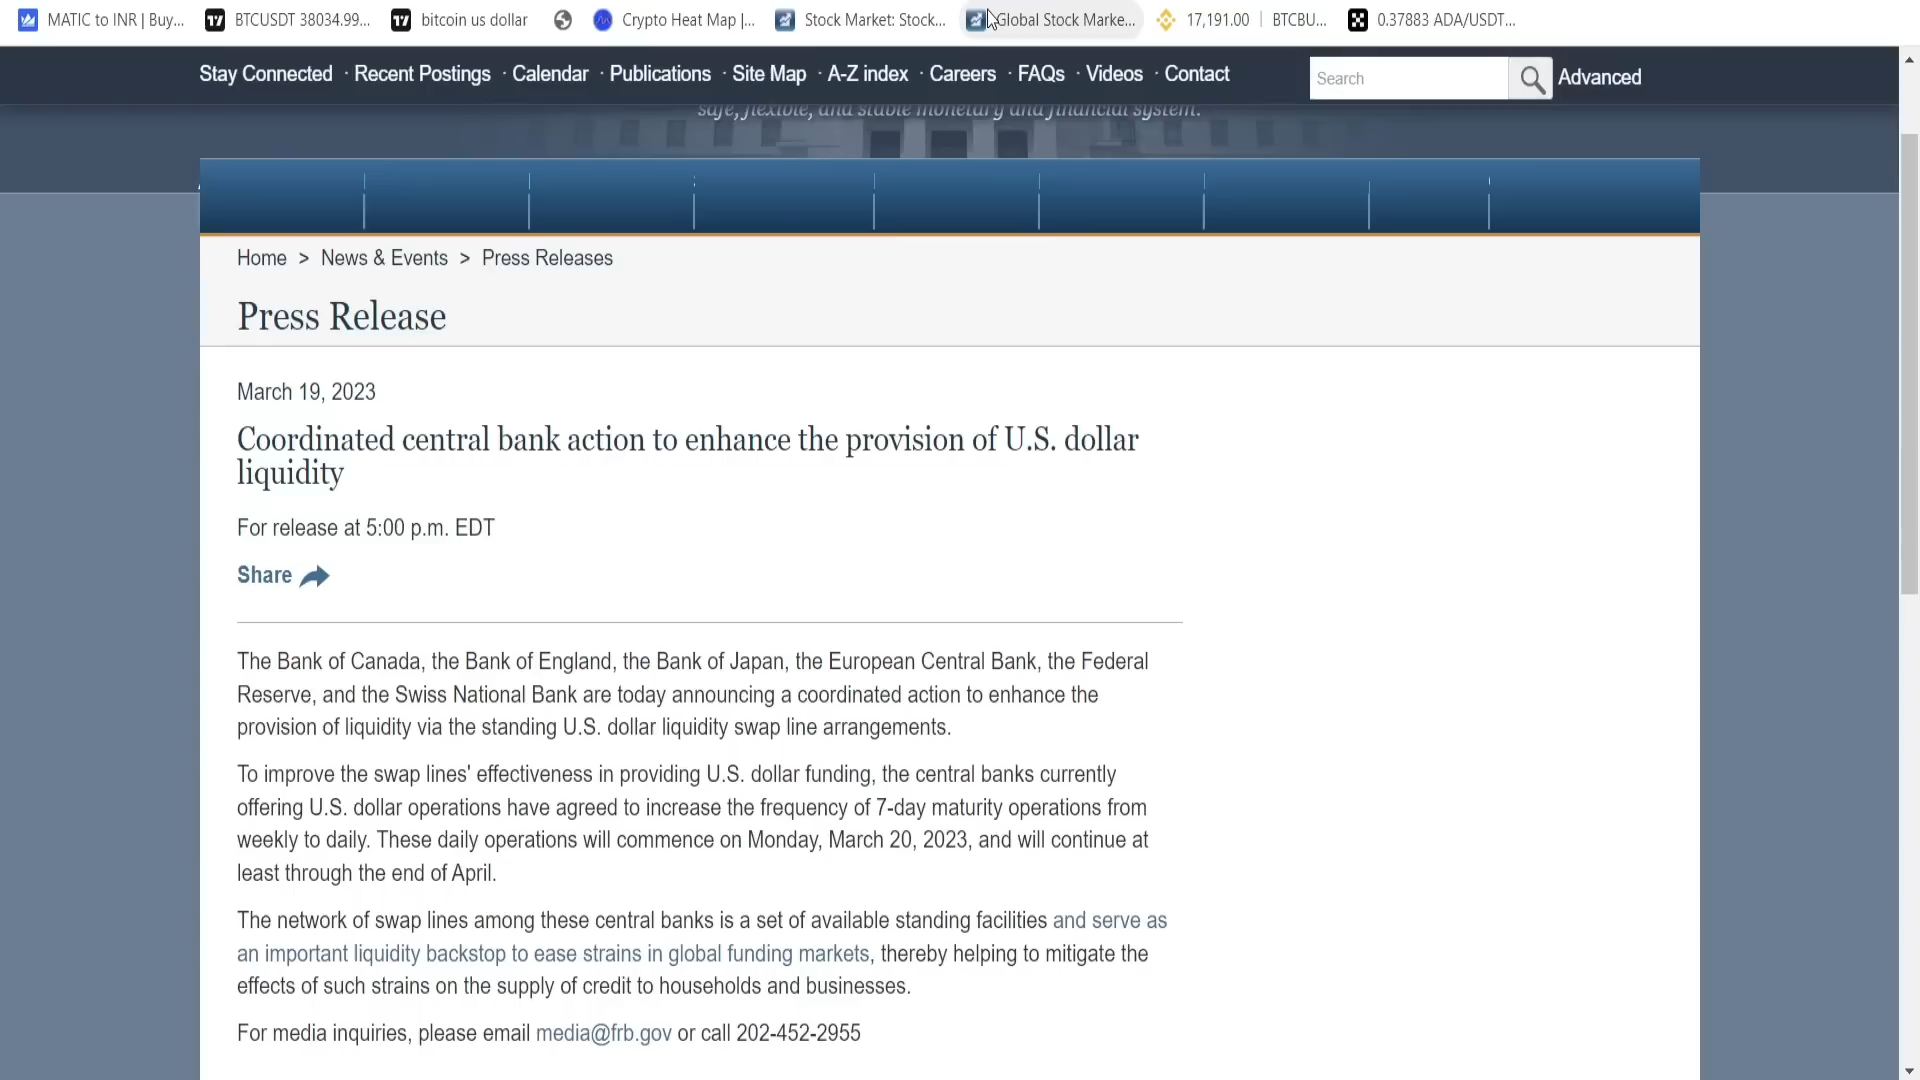 MATIC to INR | Buy... BTCUSDT 38034.99... bitcoin us dollar Crypto Heat Map |... Stock Market: Stock... Global Stock Marke... 17,191.00 | BTCBU... 0.37883 ADA/USDT...
Stay Connected · Recent Postings · Calendar · Publications · Site Map · A-Z index · Careers · FAQs · Videos · Contact Search Advanced
safe, flexible, and stable monetary and financial system.
Home > News & Events > Press Releases
Press Release
March 19, 2023
Coordinated central bank action to enhance the provision of U.S. dollar
liquidity
For release at 5:00 p.m. EDT
Share
The Bank of Canada, the Bank of England, the Bank of Japan, the European Central Bank, the Federal
Reserve, and the Swiss National Bank are today announcing a coordinated action to enhance the
provision of liquidity via the standing U.S. dollar liquidity swap line arrangements.
To improve the swap lines' effectiveness in providing U.S. dollar funding, the central banks currently
offering U.S. dollar operations have agreed to increase the frequency of 7-day maturity operations from
weekly to daily. These daily operations will commence on Monday, March 20, 2023, and will continue at
least through the end of April.
The network of swap lines among these central banks is a set of available standing facilities and serve as
an important liquidity backstop to ease strains in global funding markets, thereby helping to mitigate the
effects of such strains on the supply of credit to households and businesses.
For media inquiries, please email media@frb.gov or call 202-452-2955